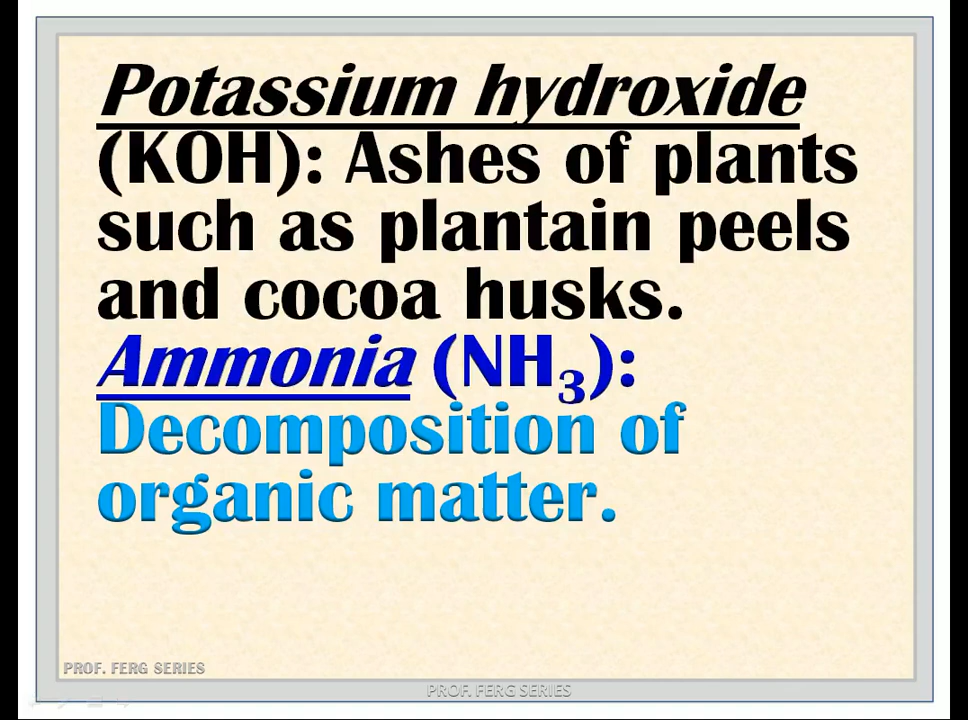 Potassium hydroxide
(KOH): Ashes of plants
such as plantain peels
and cocoa husks.
Ammonia (NH₃):
Decomposition of
organic matter.
PROF. FERG SERIES
PROF. FERG SERIES